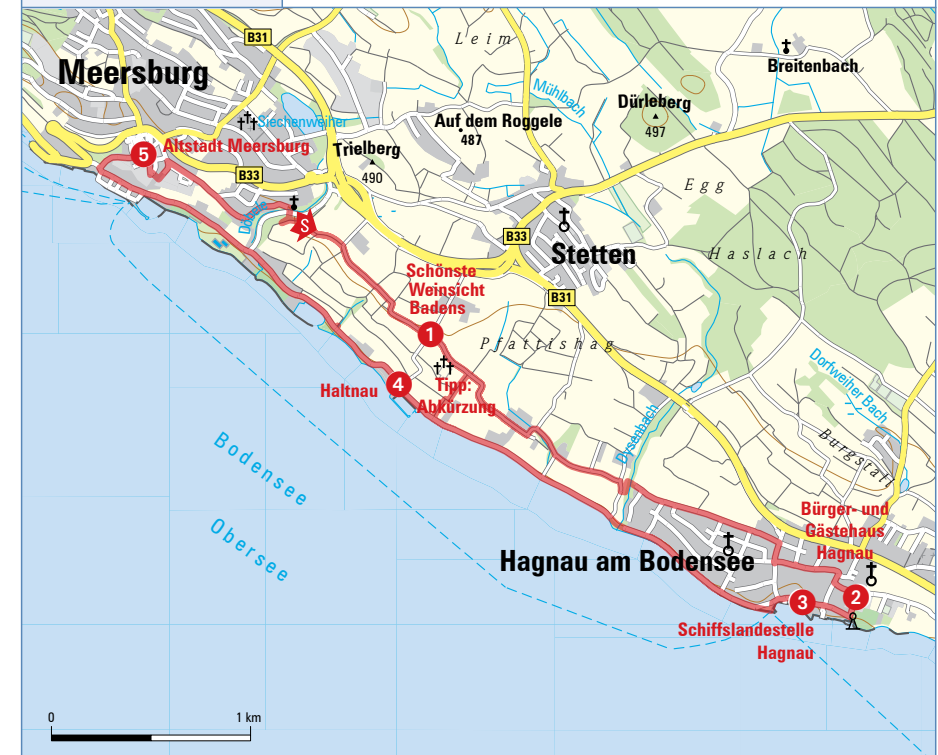 B31
Leim
Meersburg
Breitenbach
Mühlbach
Dürleberg
497
Siechenweiher
Auf dem Roggele
487
5
Altstadt Meersburg
Trielberg
490
B33
Egg
S
B33
Stetten
Haslach
Schönste
Weinsicht
Badens
B31
1
Pfattishag
Dorfweiher Bach
Haltnau
4
Tipp:
Abkürzung
Dysenbach
Burgstall
Bodensee
Obersee
Bürger- und
Gästehaus
Hagnau
Hagnau am Bodensee
3
2
Schiffslandestelle
Hagnau
0
1 km